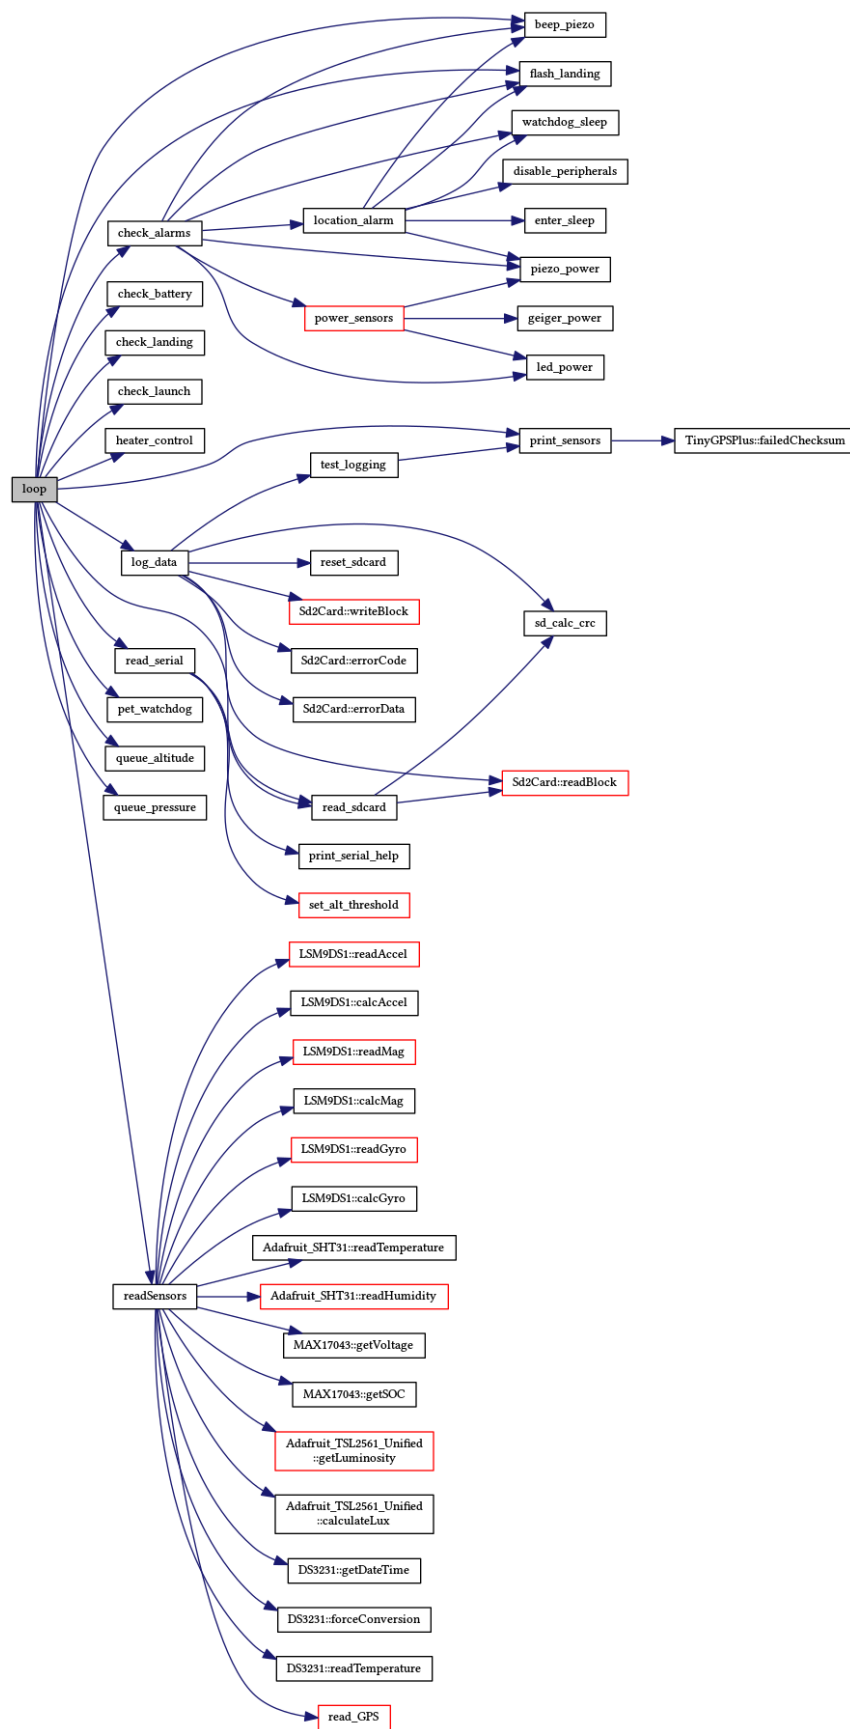 beep_piezo
flash_landing
watchdog_sleep
disable_peripherals
location_alarm
enter_sleep
check_alarms
piezo_power
check_battery
power_sensors
geiger_power
check_landing
led_power
check_launch
heater_control
print_sensors
TinyGPSPlus::failedChecksum
test_logging
loop
log_data
reset_sdcard
Sd2Card::writeBlock
sd_calc_crc
read_serial
Sd2Card::errorCode
pet_watchdog
Sd2Card::errorData
queue_altitude
Sd2Card::readBlock
queue_pressure
read_sdcard
print_serial_help
set_alt_threshold
LSM9DS1::readAccel
LSM9DS1::calcAccel
LSM9DS1::readMag
LSM9DS1::calcMag
LSM9DS1::readGyro
LSM9DS1::calcGyro
Adafruit_SHT31::readTemperature
readSensors
Adafruit_SHT31::readHumidity
MAX17043::getVoltage
MAX17043::getSOC
Adafruit_TSL2561_Unified
::getLuminosity
Adafruit_TSL2561_Unified
::calculateLux
DS3231::getDateTime
DS3231::forceConversion
DS3231::readTemperature
read_GPS